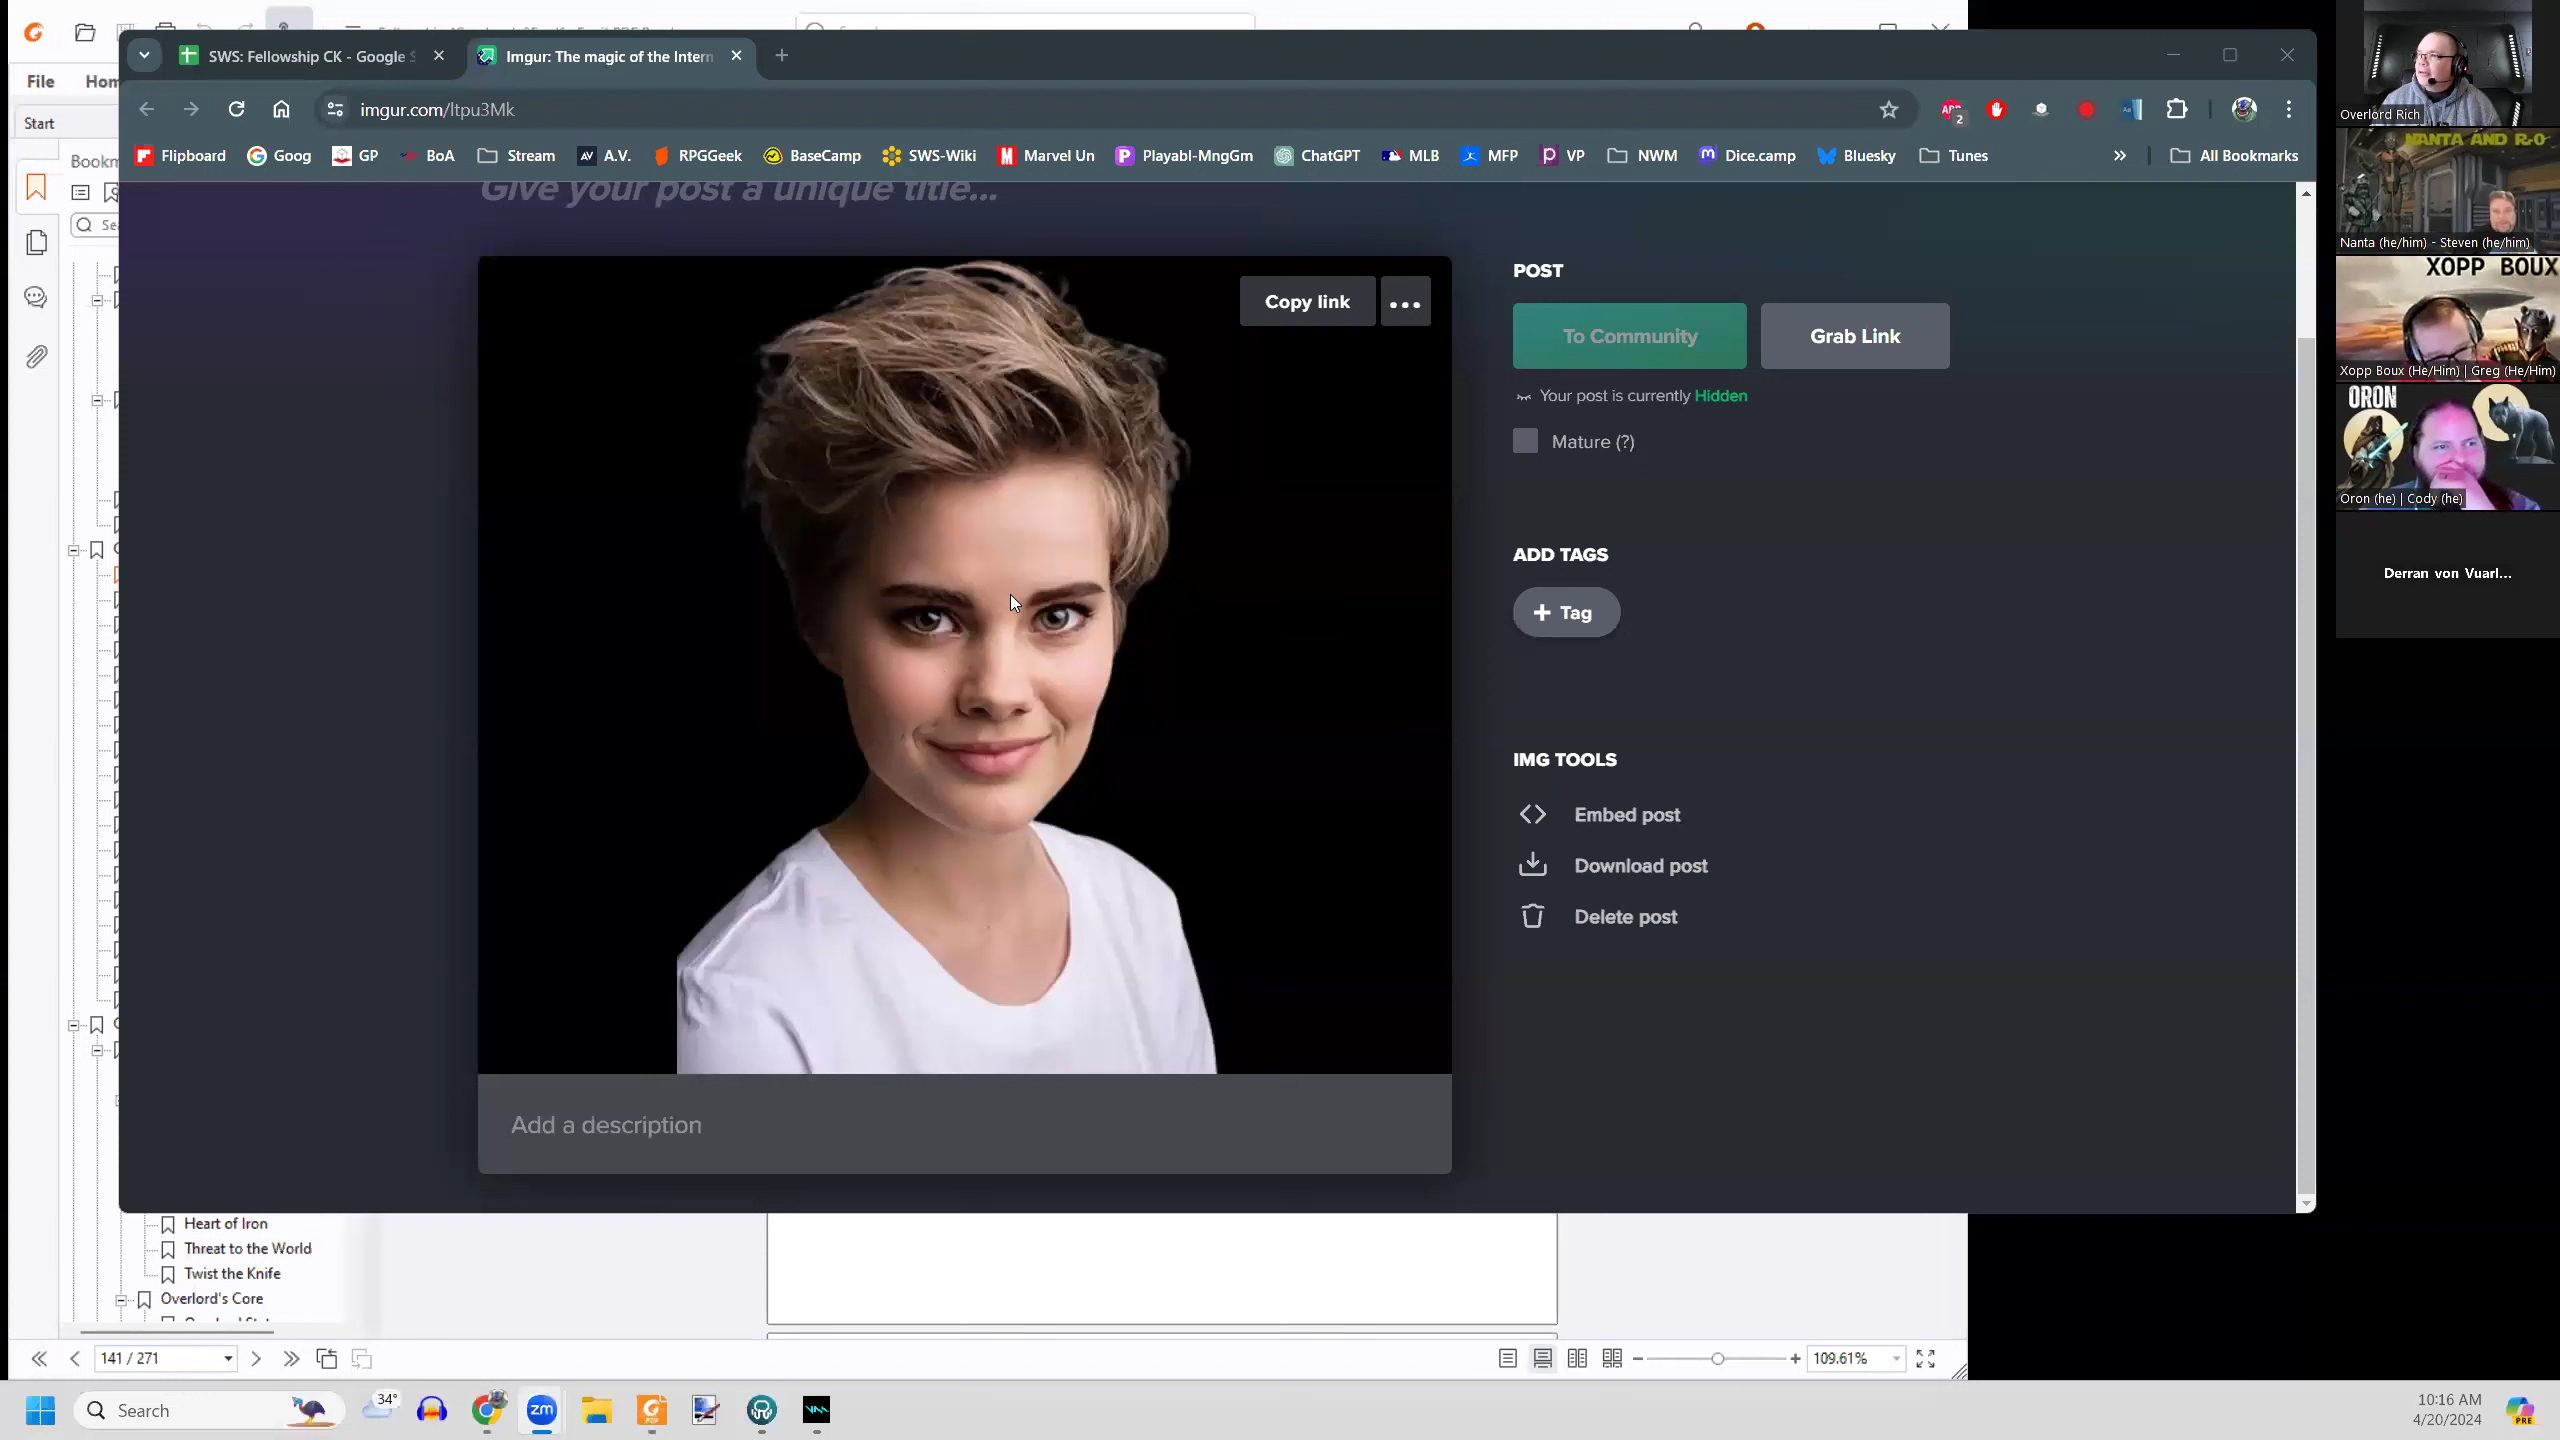 SWS: Fellowship CK - Google S
Imgur: The magic of the Intern
File
Hom
imgur.com/ltpu3Mk
Start
Flipboard
Goog
GP
BoA
Stream
A.V.
RPGGeek
BaseCamp
SWS-Wiki
Marvel Un
Playabl-MngGm
ChatGPT
MLB
MFP
VP
NWM
Dice.camp
Bluesky
Tunes
All Bookmarks
Bookm
Sea
Give your post a unique title...
Copy link
POST
To Community
Grab Link
Your post is currently Hidden
Mature (?)
ADD TAGS
Tag
IMG TOOLS
Embed post
Download post
Delete post
Add a description
Overlord Rich
NANTA AND R-O
Nanta (he/him) - Steven (he/him)
XOPP BOUX
Xopp Boux (He/Him) | Greg (He/Him)
ORON
Oron (he) | Cody (he)
Derran von Vuarl...
Heart of Iron
Threat to the World
Twist the Knife
Overlord's Core
141 / 271
109.61%
Search
34°
zm
10:16 AM
4/20/2024
PRE